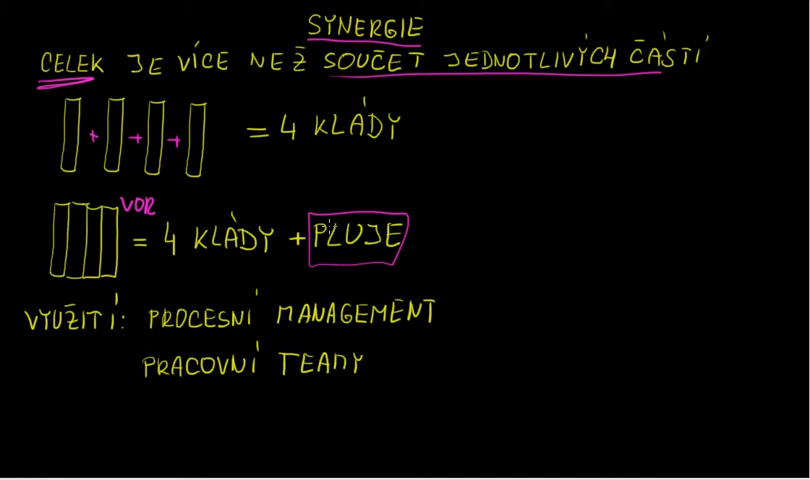 SYNERGIE
CELEK JE VÍCE NEŽ SOUČET JEDNOTLIVÝCH ČÁSTÍ
+ + + = 4 KLÁDY
VOR
= 4 KLÁDY + PLUJE
VYUŽITÍ: PROCESNÍ MANAGEMENT
PRACOVNÍ TEAMY